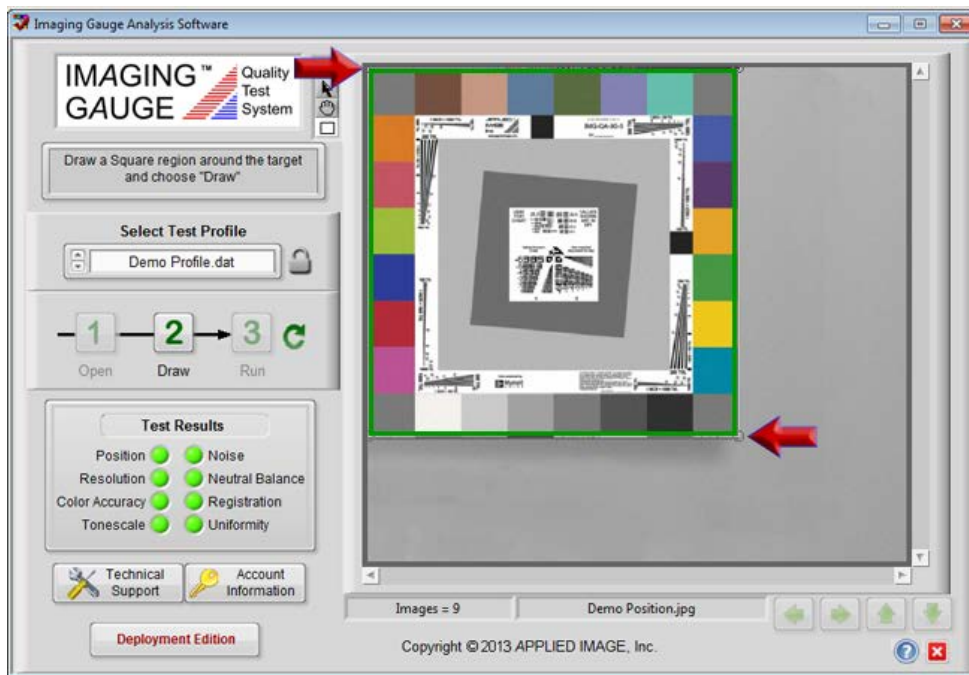 Imaging Gauge Analysis Software
IMAGING™
GAUGE
Quality
Test
System
Draw a Square region around the target
and choose "Draw"
Select Test Profile
Demo Profile.dat
1
2
3
Open
Draw
Run
Test Results
Position
Noise
Resolution
Neutral Balance
Color Accuracy
Registration
Tonescale
Uniformity
Technical
Support
Account
Information
Deployment Edition
Images = 9
Demo Position.jpg
Copyright © 2013 APPLIED IMAGE, Inc.